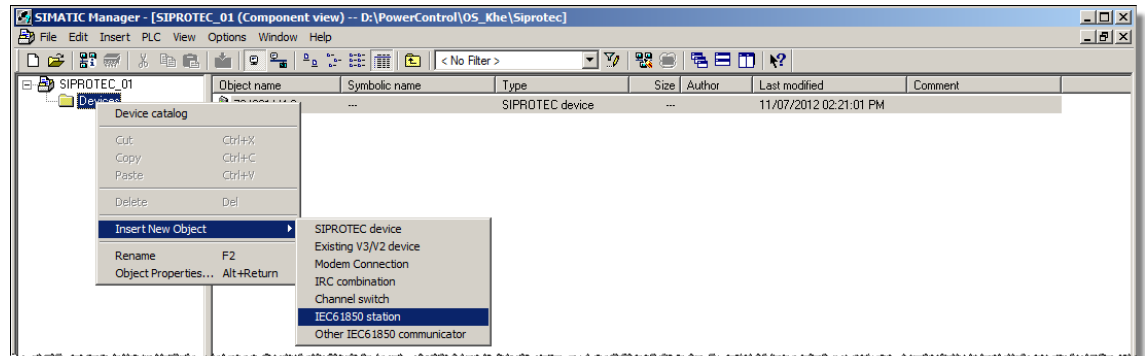 SIMATIC Manager - [SIPROTEC_01 (Component view) -- D:\PowerControl\OS_Khe\Siprotec]
File Edit Insert PLC View Options Window Help
< No Filter >
SIPROTEC_01
Devices
Object name Symbolic name Type Size Author Last modified Comment
--- SIPROTEC device --- 11/07/2012 02:21:01 PM
Device catalog
Cut Ctrl+X
Copy Ctrl+C
Paste Ctrl+V
Delete Del
Insert New Object
Rename F2
Object Properties... Alt+Return
SIPROTEC device
Existing V3/V2 device
Modem Connection
IRC combination
Channel switch
IEC61850 station
Other IEC61850 communicator